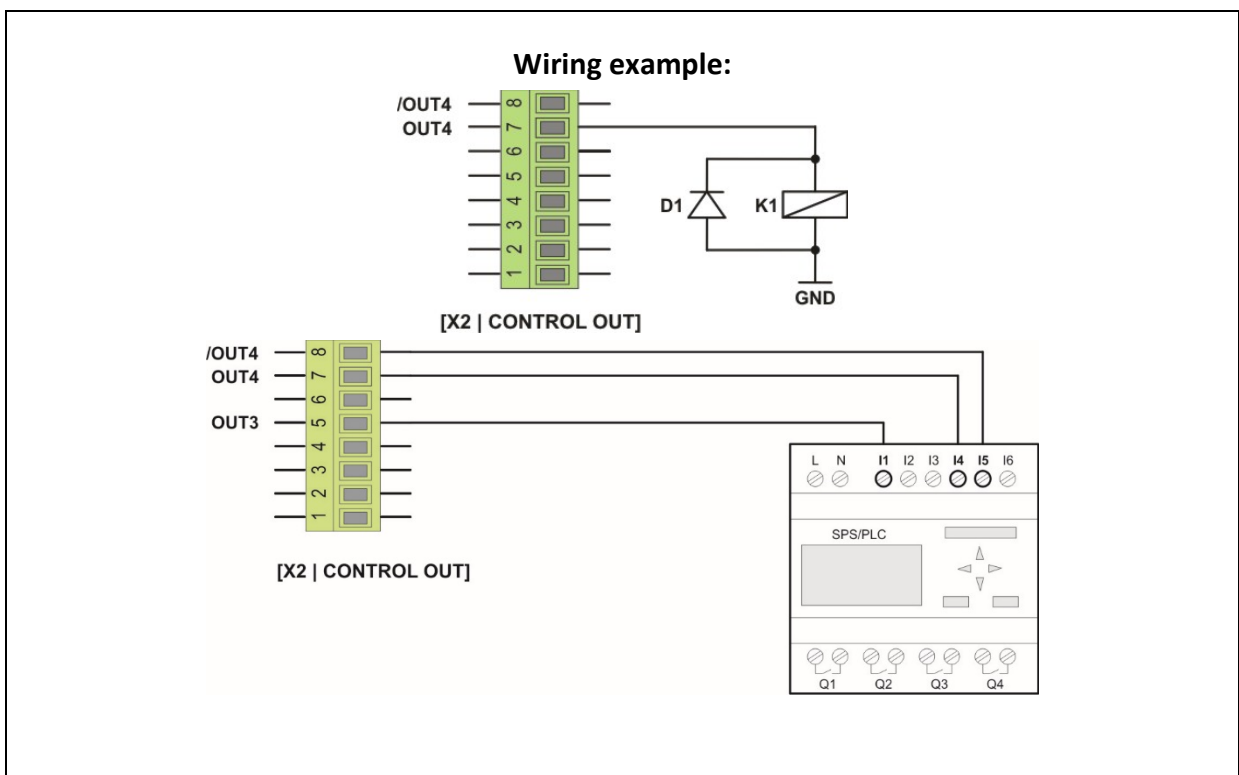 Wiring example:
/OUT4
OUT4
8
7
6
5
4
3
2
1
D1
K1
GND
[X2 | CONTROL OUT]
/OUT4
OUT4
OUT3
8
7
6
5
4
3
2
1
[X2 | CONTROL OUT]
L N I1 I2 I3 I4 I5 I6
SPS/PLC
Q1 Q2 Q3 Q4